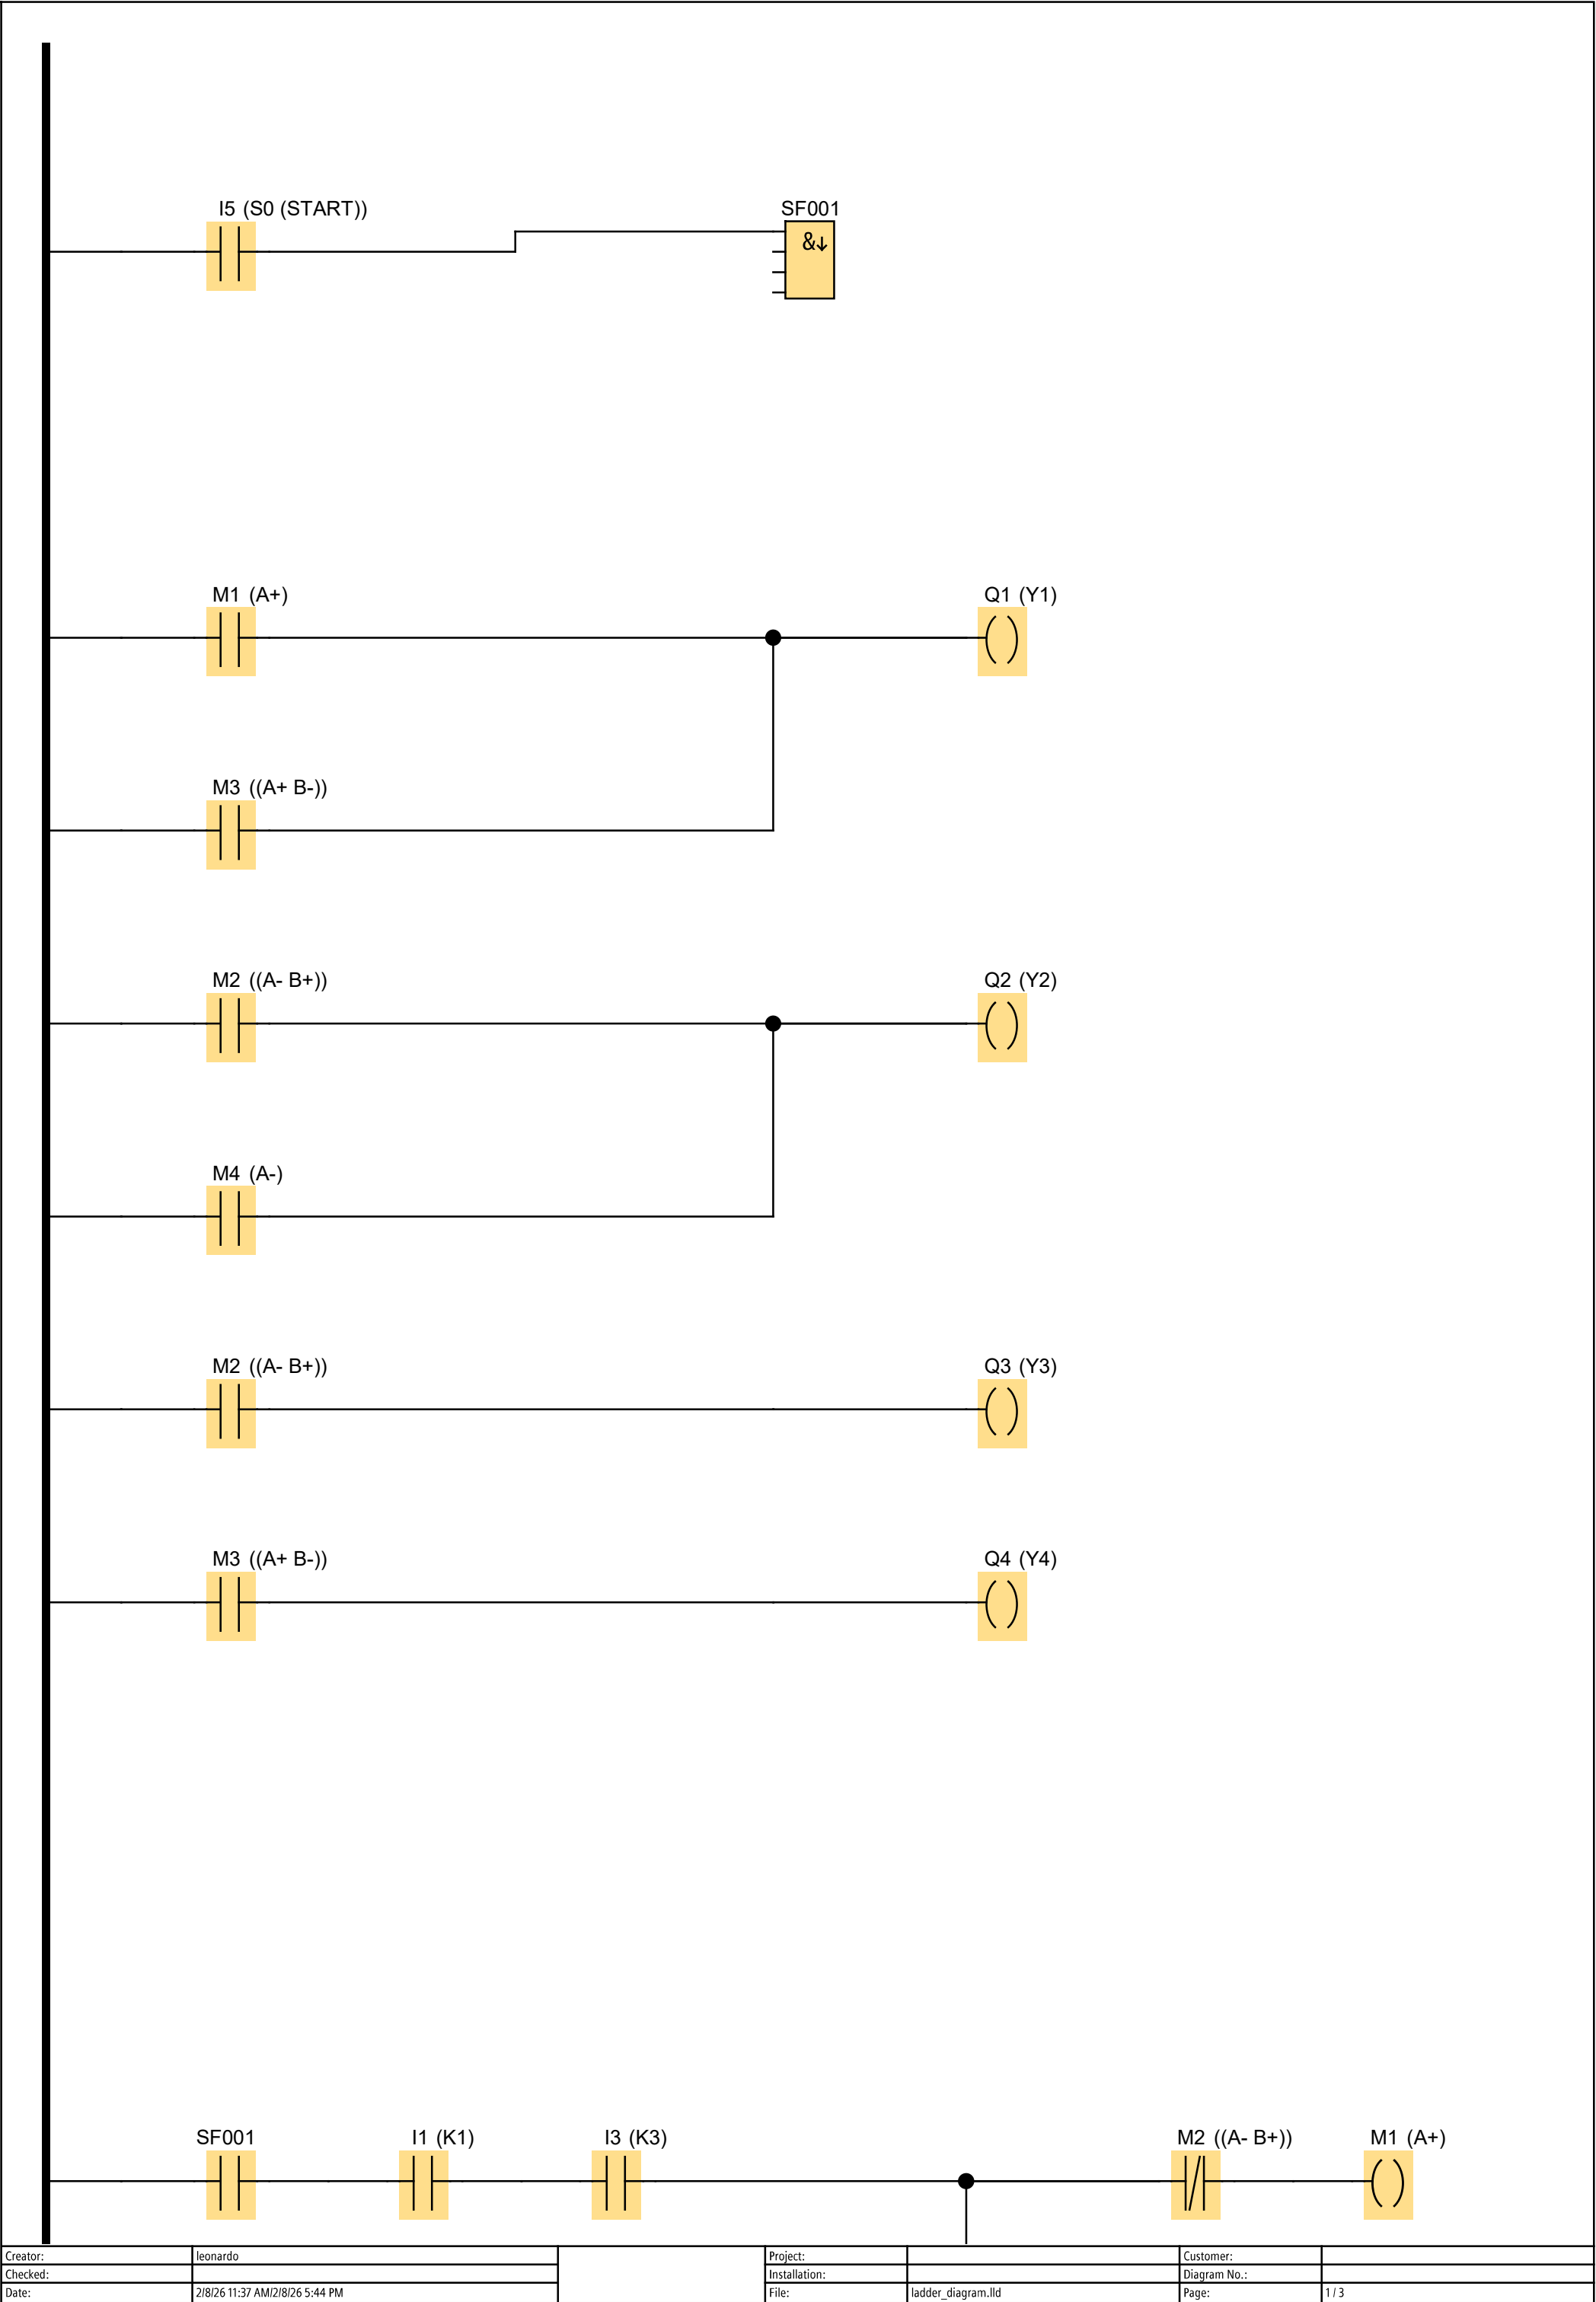 I5 (S0 (START))
SF001
&↓
M1 (A+)
Q1 (Y1)
M3 ((A+ B-))
M2 ((A- B+))
Q2 (Y2)
M4 (A-)
M2 ((A- B+))
Q3 (Y3)
M3 ((A+ B-))
Q4 (Y4)
SF001
I1 (K1)
I3 (K3)
M2 ((A- B+))
M1 (A+)
Creator: leonardo
Project:
Customer:
Checked:
Installation:
Diagram No.:
Date: 2/8/26 11:37 AM/2/8/26 5:44 PM
File: ladder_diagram.lld
Page: 1 / 3